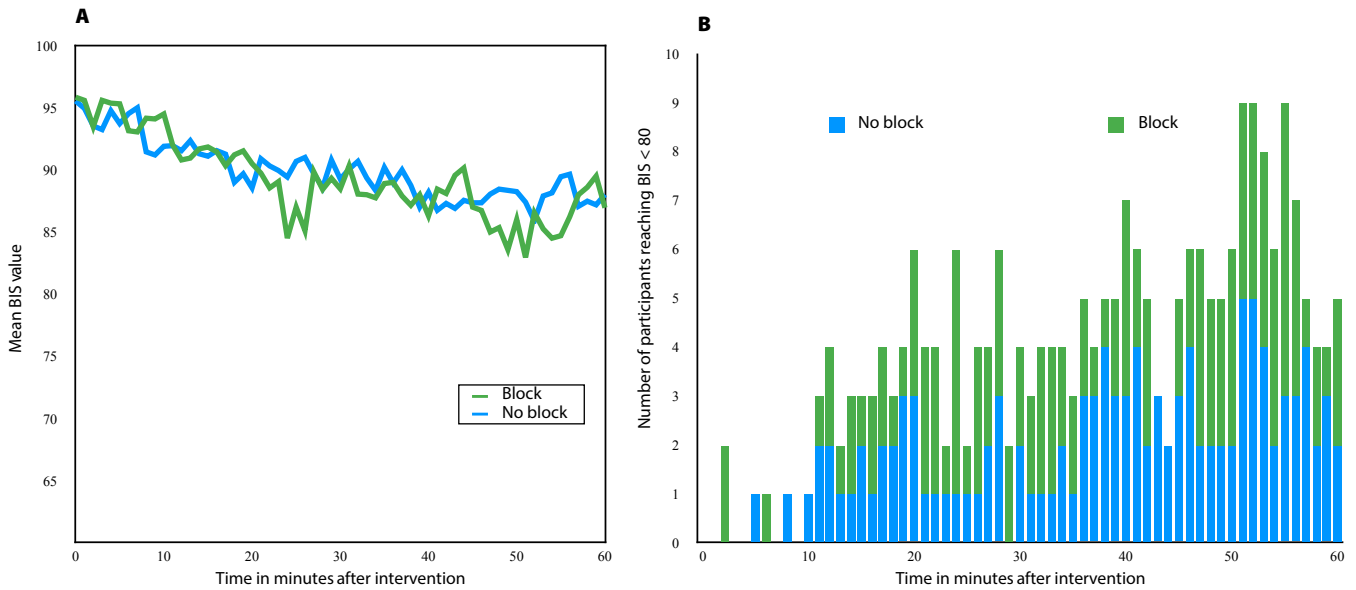 A
100
95
90
85
80
75
70
65
Mean BIS value
Block
No block
0 10 20 30 40 50 60
Time in minutes after intervention
B
10
9
8
7
6
5
4
3
2
1
0
Number of participants reaching BIS < 80
No block Block
0 10 20 30 40 50 60
Time in minutes after intervention